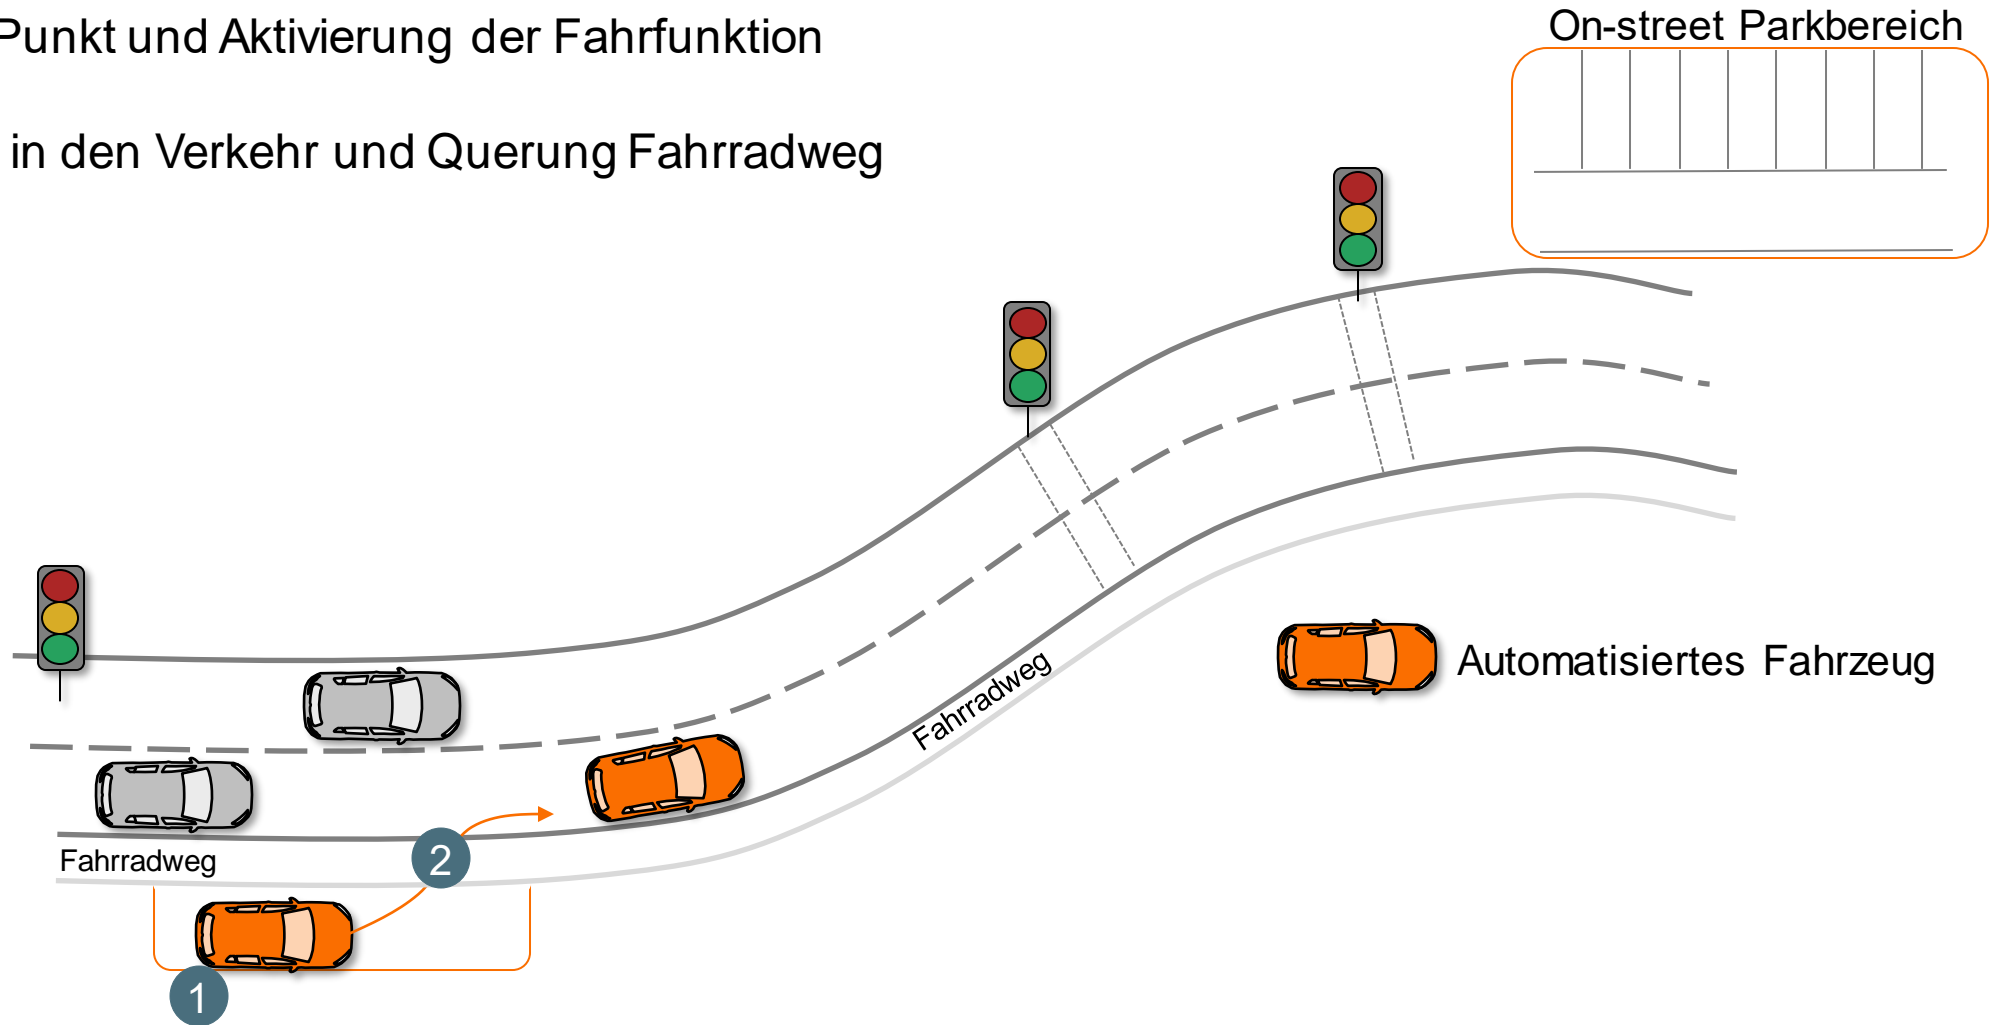 Punkt und Aktivierung der Fahrfunktion
in den Verkehr und Querung Fahrradweg
On-street Parkbereich
Fahrradweg
Automatisiertes Fahrzeug
2
Fahrradweg
1